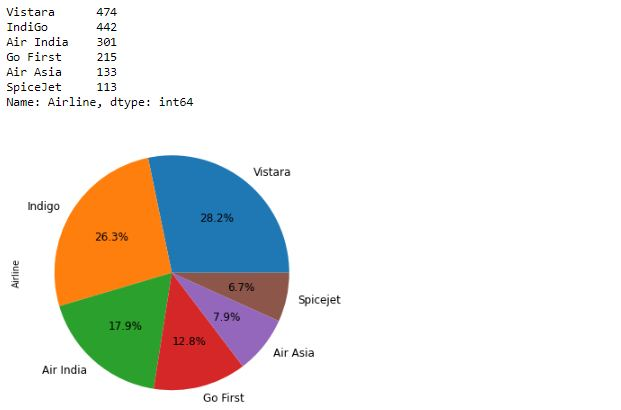 Vistara      474
IndiGo       442
Air India    301
Go First     215
Air Asia     133
SpiceJet     113
Name: Airline, dtype: int64
Vistara
28.2%
Indigo
26.3%
Airline
Air India
17.9%
Go First
12.8%
Air Asia
7.9%
Spicejet
6.7%